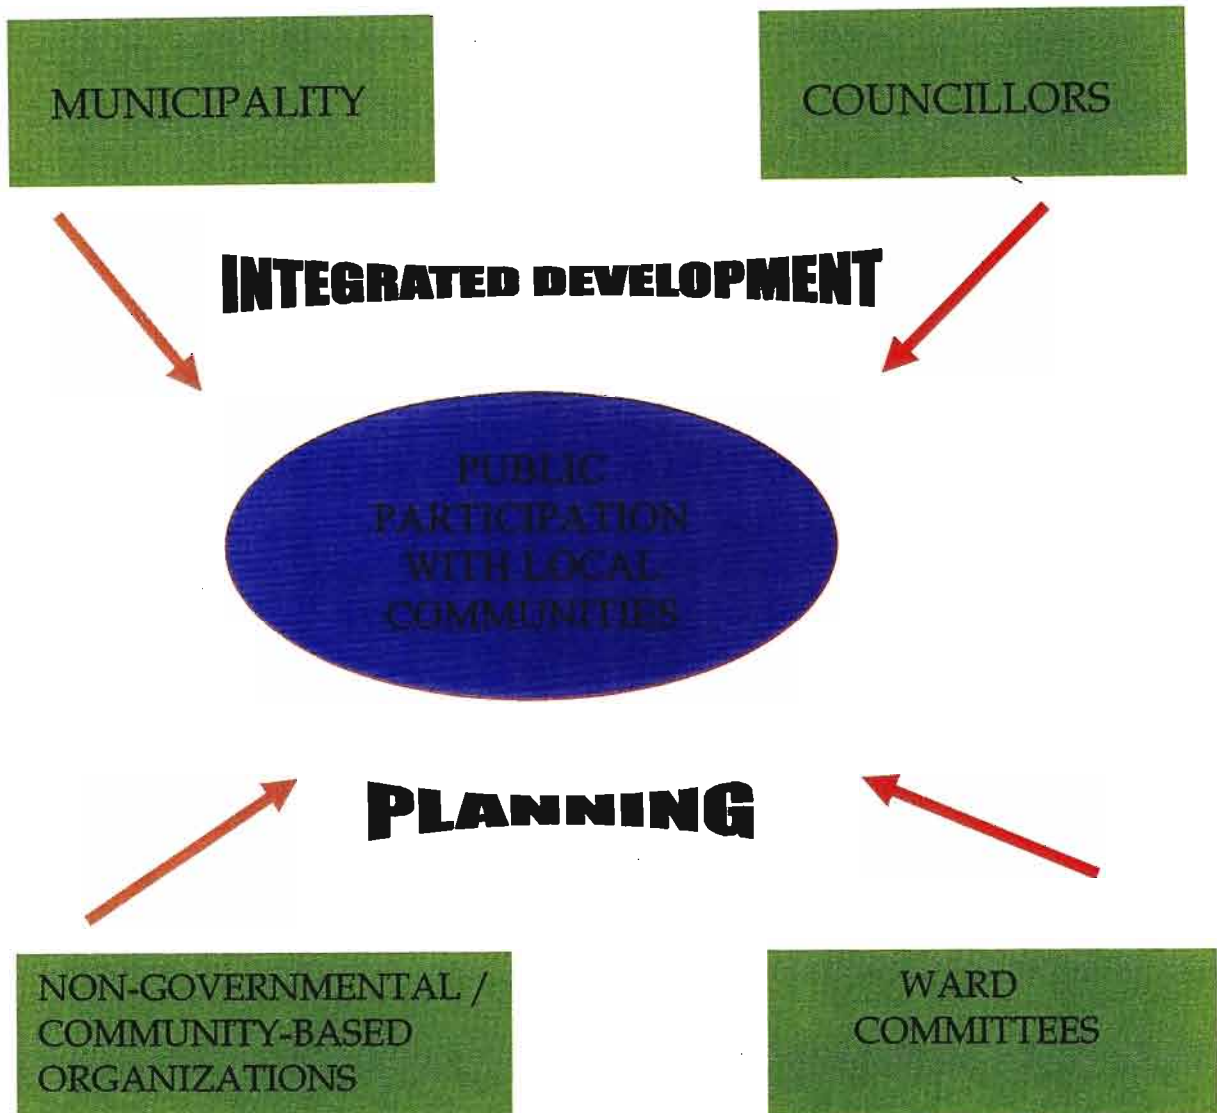 MUNICIPALITY
COUNCILLORS
INTEGRATED DEVELOPMENT
PUBLIC
PARTICIPATION
WITH LOCAL
COMMUNITIES
PLANNING
NON-GOVERNMENTAL /
COMMUNITY-BASED
ORGANIZATIONS
WARD
COMMITTEES